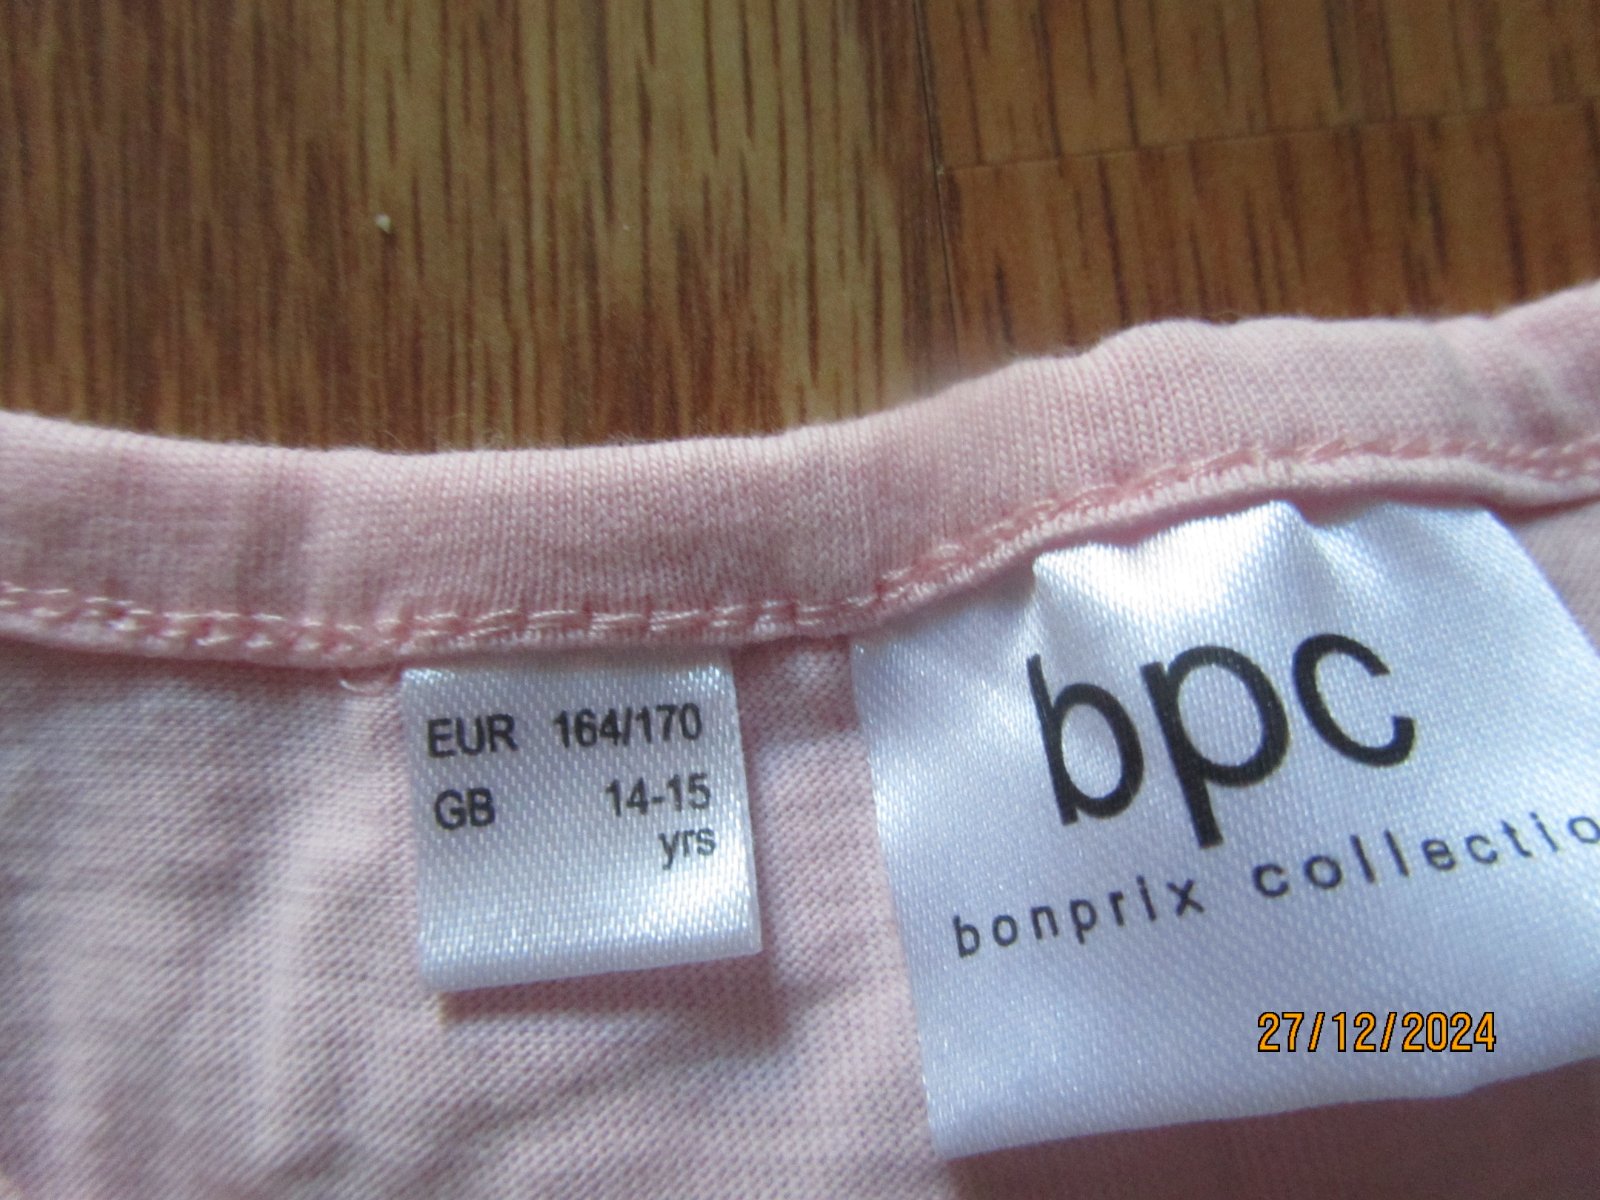 EUR 164/170
GB 14-15
yrs
bpc
bonprix collectio
27/12/2024